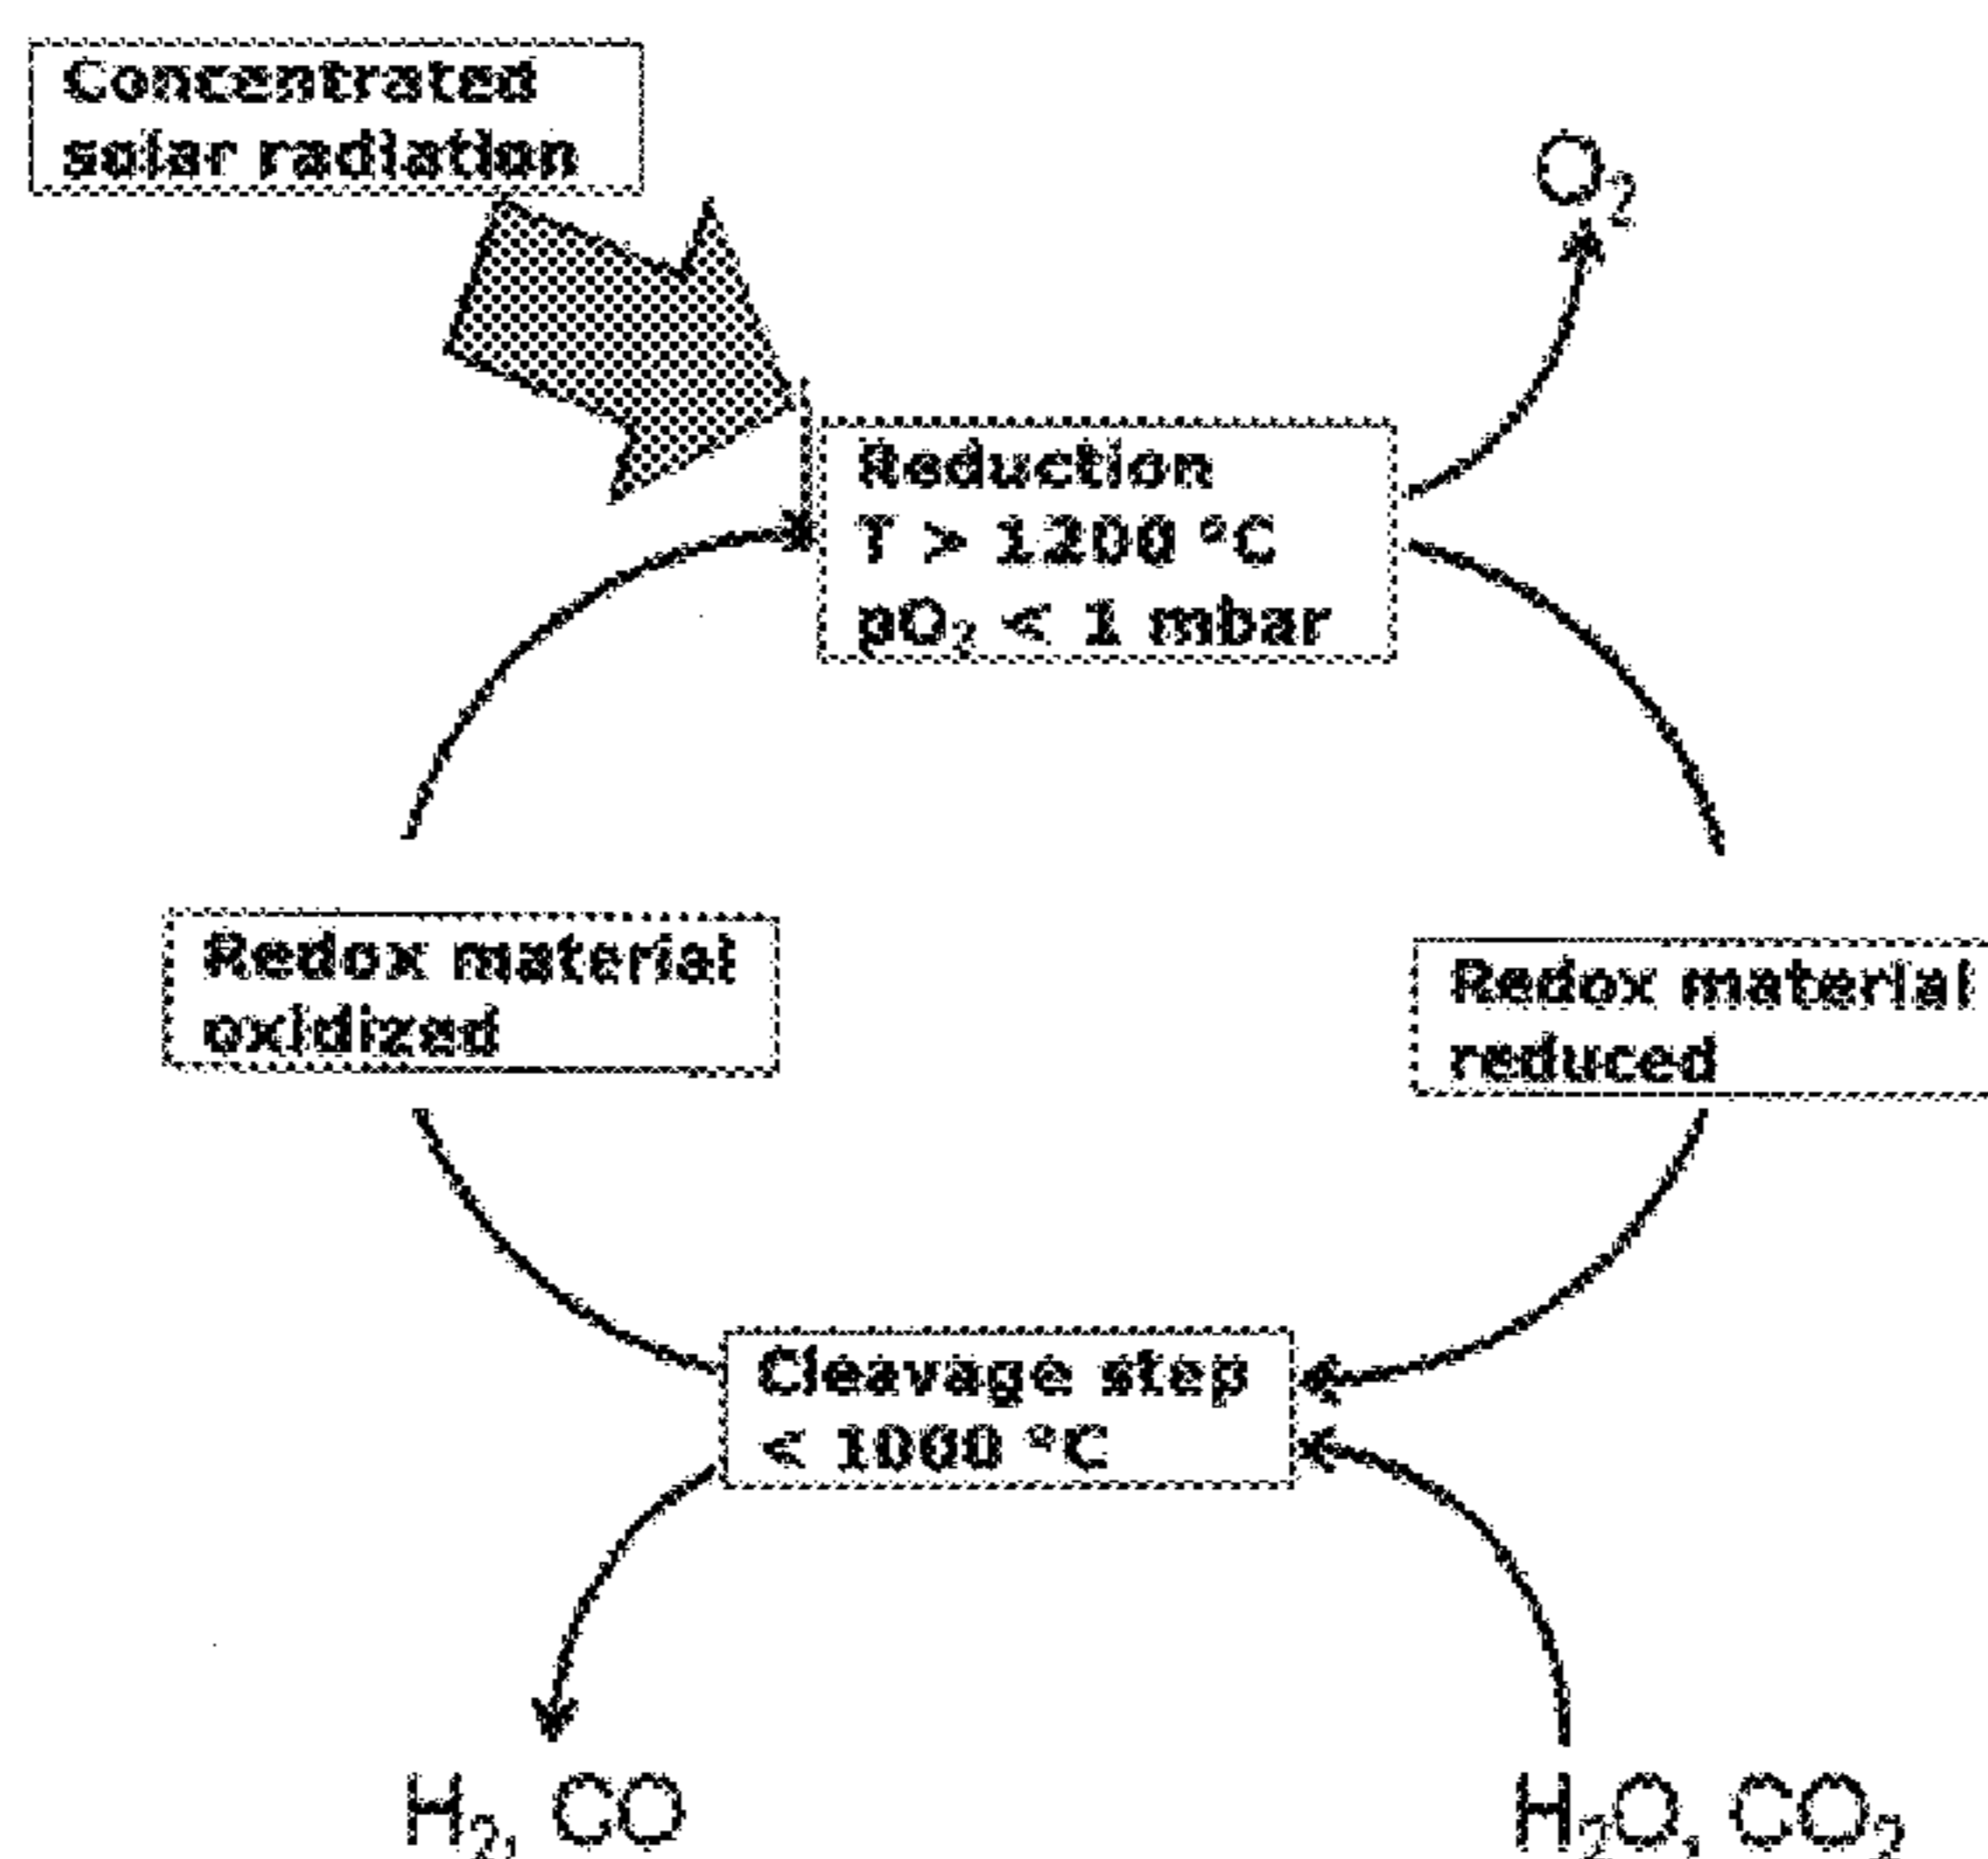 Concentrated
solar radiation
O₂
Reduction
T > 1200 °C
pO₂ < 1 mbar
Redox material
oxidized
Redox material
reduced
Cleavage step
< 1000 °C
H₂, CO
H₂O, CO₂